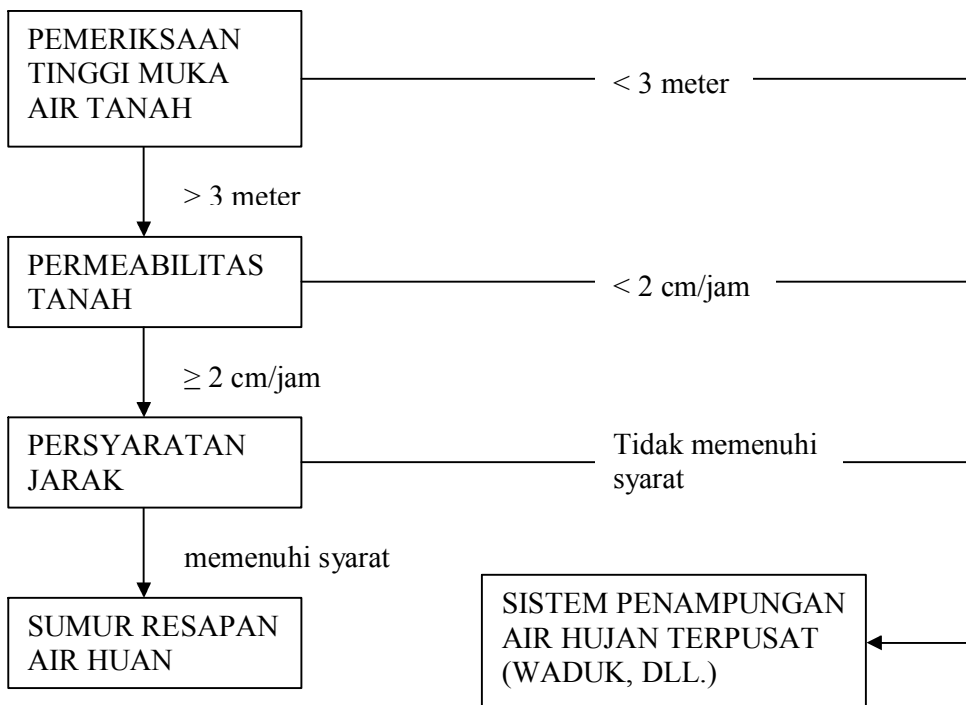 PEMERIKSAAN
TINGGI MUKA
AIR TANAH
< 3 meter
> 3 meter
PERMEABILITAS
TANAH
< 2 cm/jam
≥ 2 cm/jam
PERSYARATAN
JARAK
Tidak memenuhi
syarat
memenuhi syarat
SUMUR RESAPAN
AIR HUAN
SISTEM PENAMPUNGAN
AIR HUJAN TERPUSAT
(WADUK, DLL.)